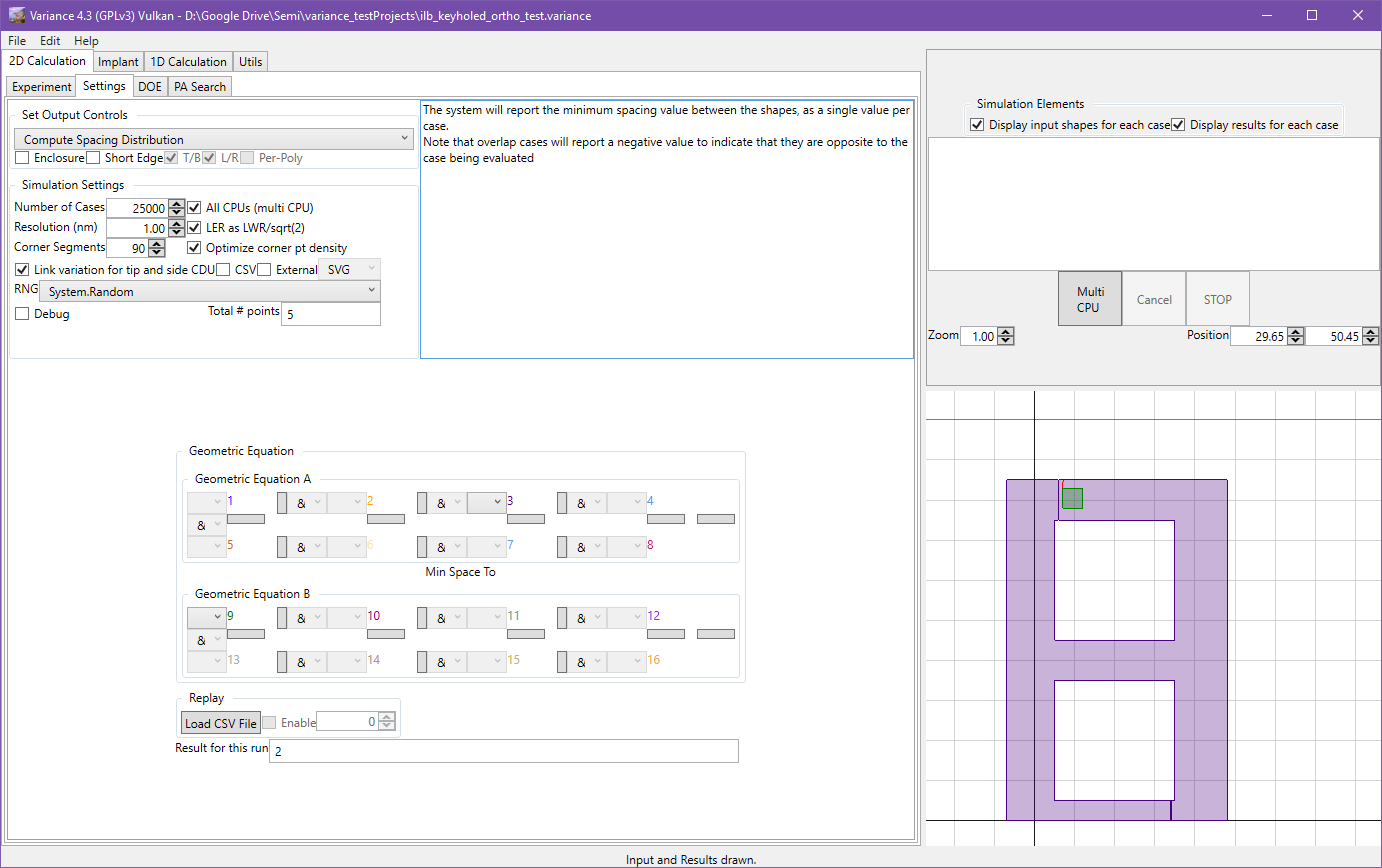 Variance 4.3 (GPLv3) Vulkan - D:\Google Drive\Semi\variance_testProjects\ilb_keyholed_ortho_test.variance
File Edit Help
2D Calculation Implant 1D Calculation Utils
Experiment Settings DOE PA Search
Set Output Controls
Compute Spacing Distribution
Enclosure Short Edge T/B L/R Per-Poly
The system will report the minimum spacing value between the shapes, as a single value per
case.
Note that overlap cases will report a negative value to indicate that they are opposite to the
case being evaluated
Simulation Settings
Number of Cases 25000 All CPUs (multi CPU)
Resolution (nm) 1.00 LER as LWR/sqrt(2)
Corner Segments 90 Optimize corner pt density
Link variation for tip and side CDU CSV External SVG
RNG System.Random
Debug Total # points 5
Simulation Elements
Display input shapes for each case Display results for each case
Multi
CPU
Cancel STOP
Zoom 1.00 Position 29.65 50.45
Geometric Equation
Geometric Equation A
1 & 2 & 3 & 4
&
5 & 6 & 7 & 8
Min Space To
Geometric Equation B
9 & 10 & 11 & 12
&
13 & 14 & 15 & 16
Replay
Load CSV File Enable 0
Result for this run 2
Input and Results drawn.